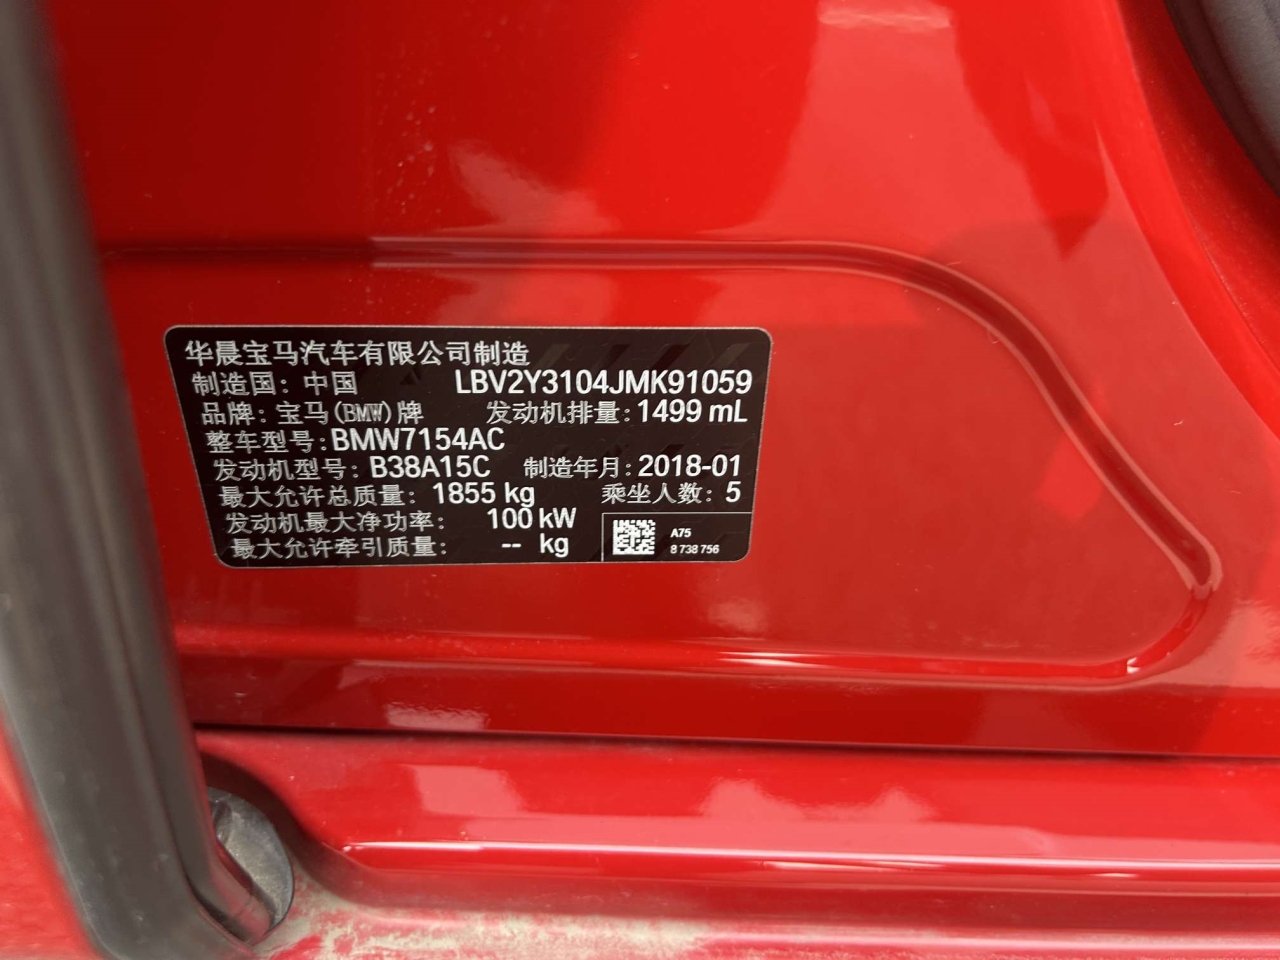 华晨宝马汽车有限公司制造
制造国：中国 LBV2Y3104JMK91059
品牌：宝马(BMW)牌 发动机排量：1499 mL
整车型号：BMW7154AC
发动机型号：B38A15C 制造年月：2018-01
最大允许总质量：1855 kg 乘坐人数：5
发动机最大净功率：100 kW
最大允许牵引质量：-- kg
A75
8 738 756